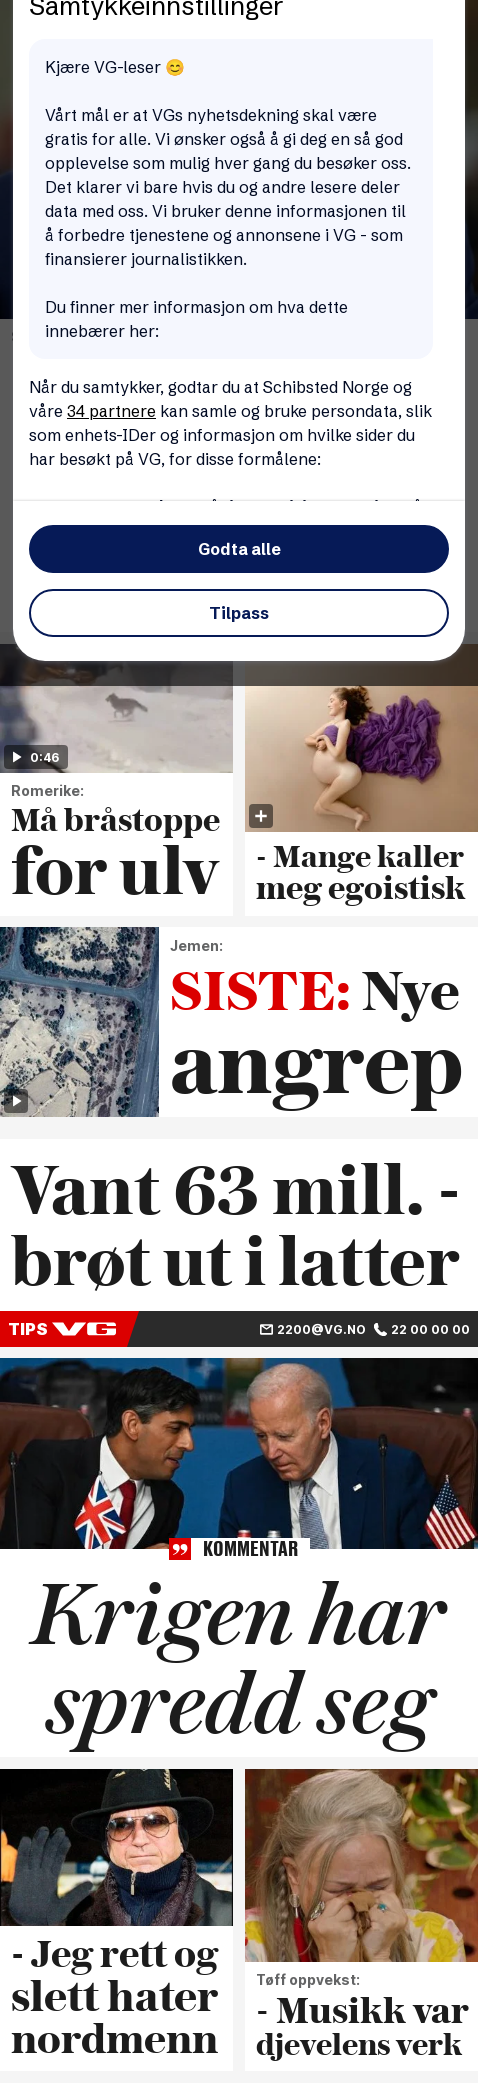 Samtykkeinnstillinger
Kjære VG-leser 😊
Vårt mål er at VGs nyhetsdekning skal være
gratis for alle. Vi ønsker også å gi deg en så god
opplevelse som mulig hver gang du besøker oss.
Det klarer vi bare hvis du og andre lesere deler
data med oss. Vi bruker denne informasjonen til
å forbedre tjenestene og annonsene i VG - som
finansierer journalistikken.
Du finner mer informasjon om hva dette
innebærer her:
Når du samtykker, godtar du at Schibsted Norge og
våre 34 partnere kan samle og bruke persondata, slik
som enhets-IDer og informasjon om hvilke sider du
har besøkt på VG, for disse formålene:
Godta alle
Tilpass
0:46
Romerike:
Må bråstoppe
for ulv
- Mange kaller
meg egoistisk
Jemen:
SISTE: Nye
angrep
Vant 63 mill. -
brøt ut i latter
TIPS VG 2200@VG.NO 22 00 00 00
KOMMENTAR
Krigen har
spredd seg
- Jeg rett og
slett hater
nordmenn
Tøff oppvekst:
- Musikk var
djevelens verk